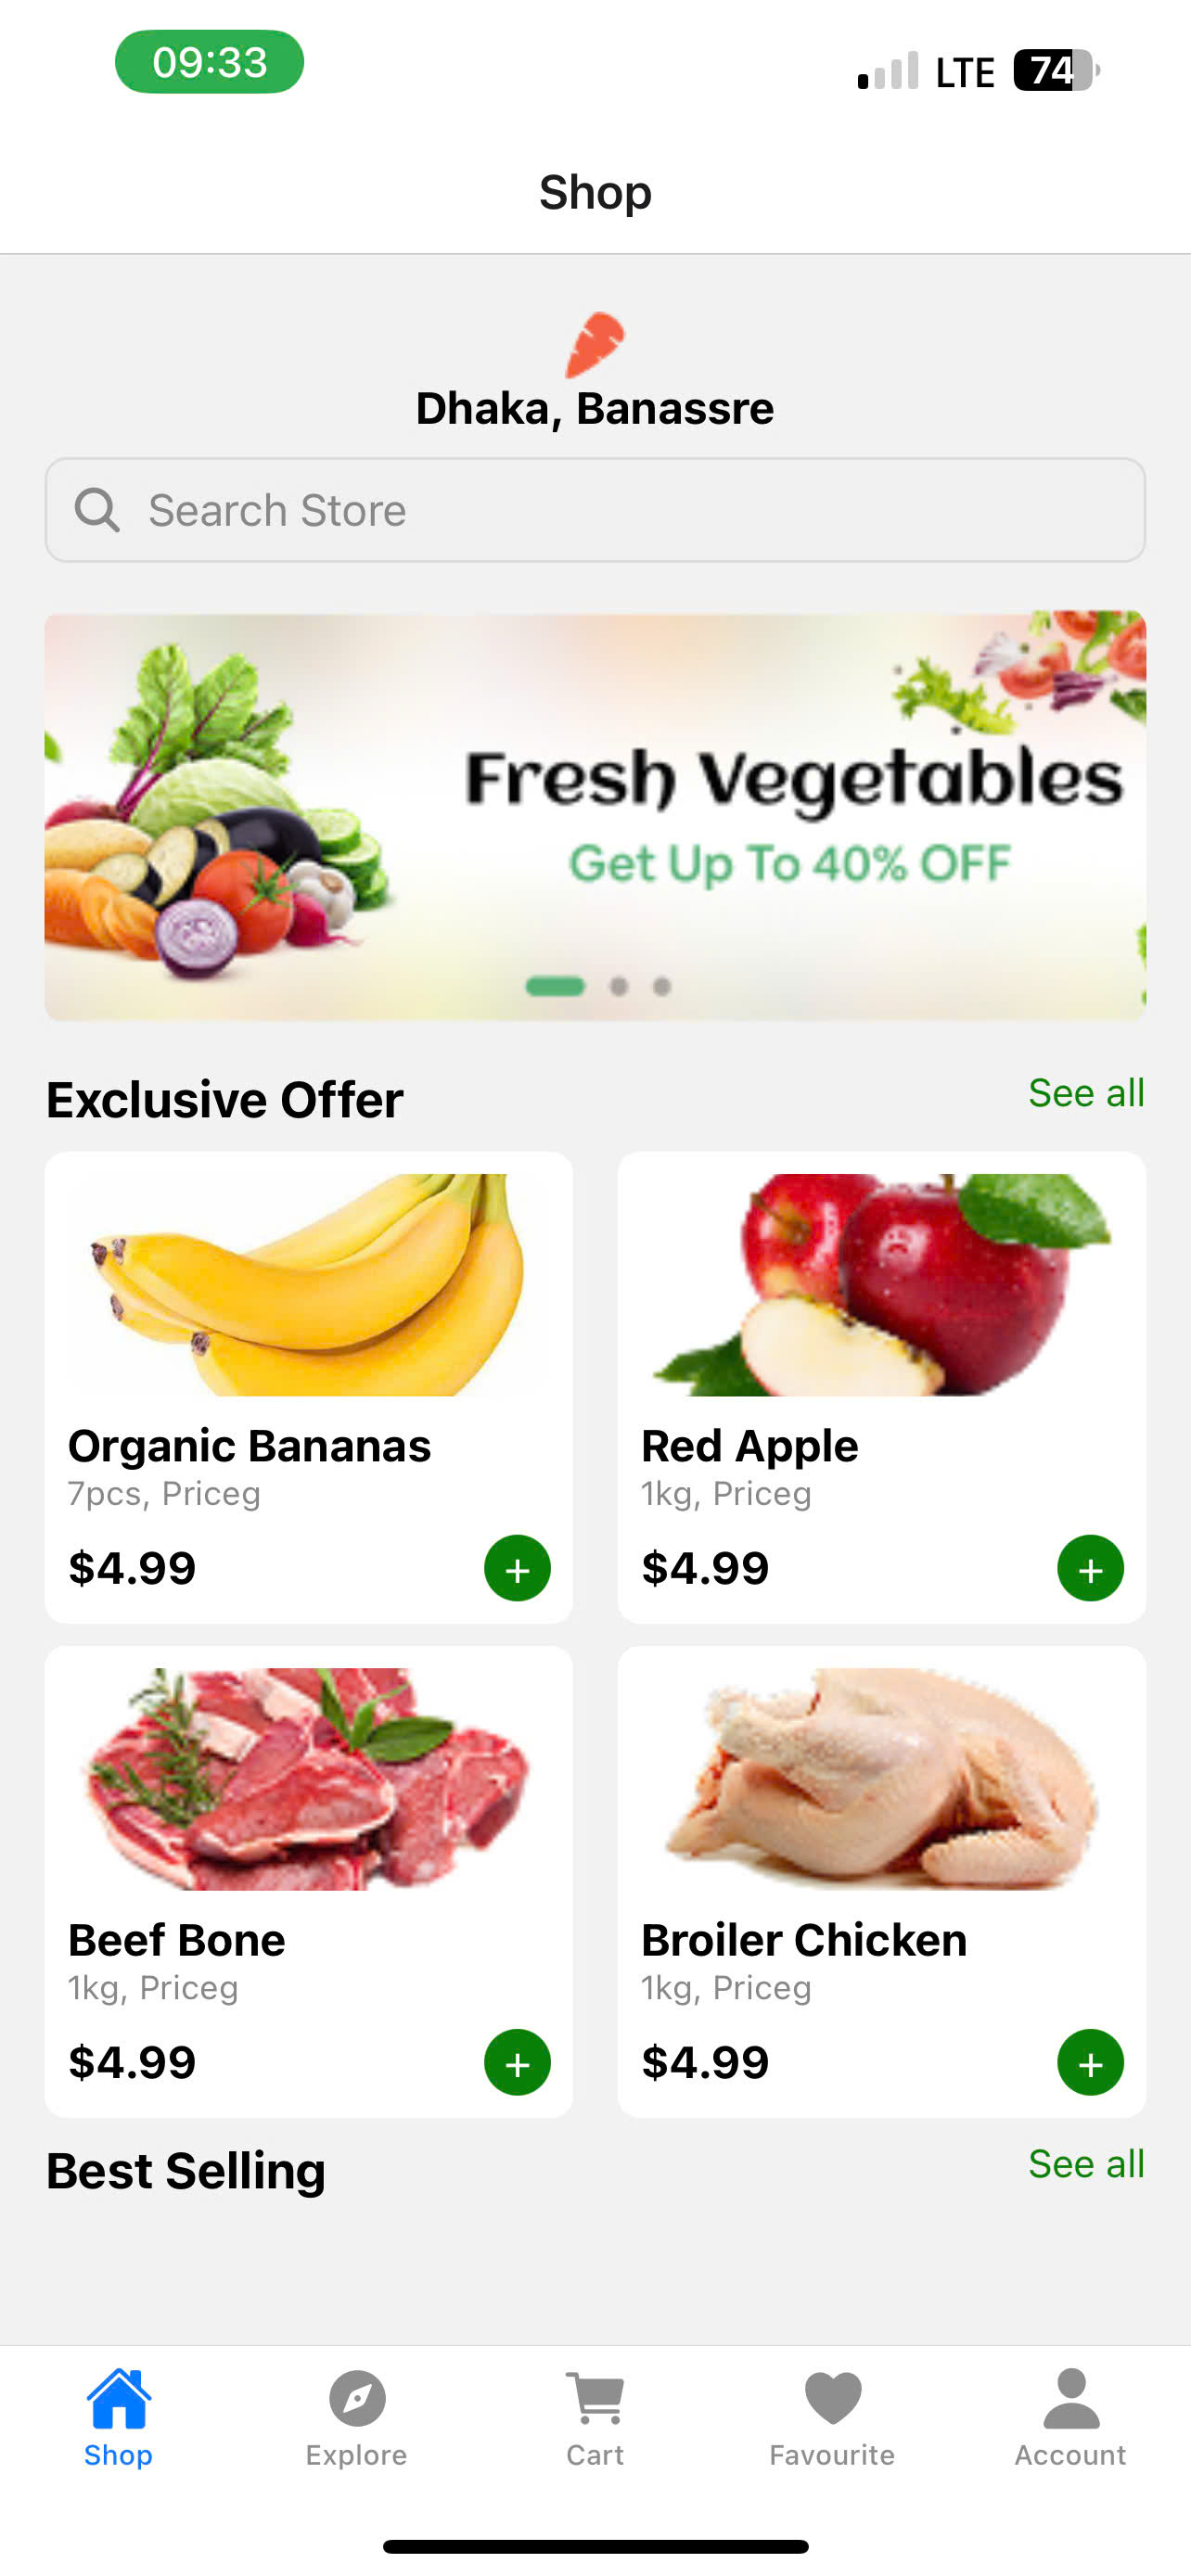 09:33
LTE 74
Shop
Dhaka, Banassre
Search Store
Fresh Vegetables
Get Up To 40% OFF
Exclusive Offer
See all
Organic Bananas
7pcs, Priceg
$4.99
+
Red Apple
1kg, Priceg
$4.99
+
Beef Bone
1kg, Priceg
$4.99
+
Broiler Chicken
1kg, Priceg
$4.99
+
Best Selling
See all
Shop
Explore
Cart
Favourite
Account